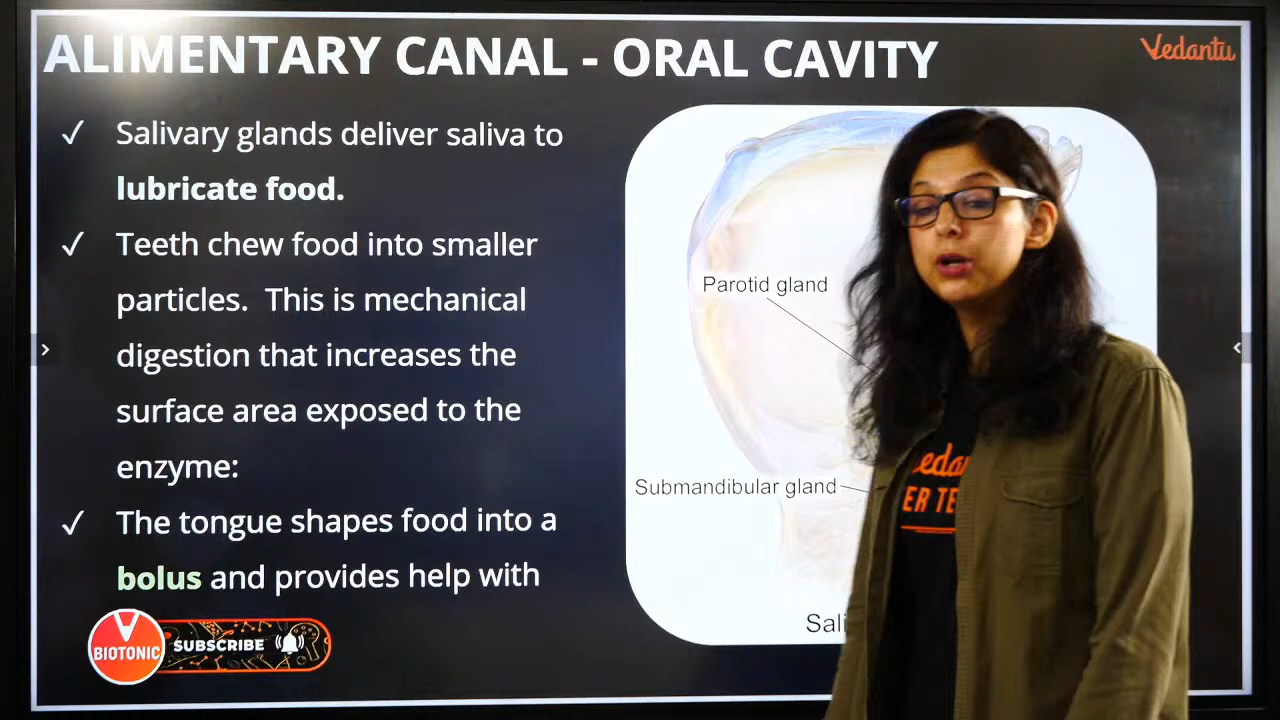 ALIMENTARY CANAL - ORAL CAVITY
Vedantu
Salivary glands deliver saliva to
lubricate food.
Teeth chew food into smaller
particles. This is mechanical
digestion that increases the
surface area exposed to the
enzyme:
The tongue shapes food into a
bolus and provides help with
Parotid gland
Submandibular gland
BIOTONIC
SUBSCRIBE